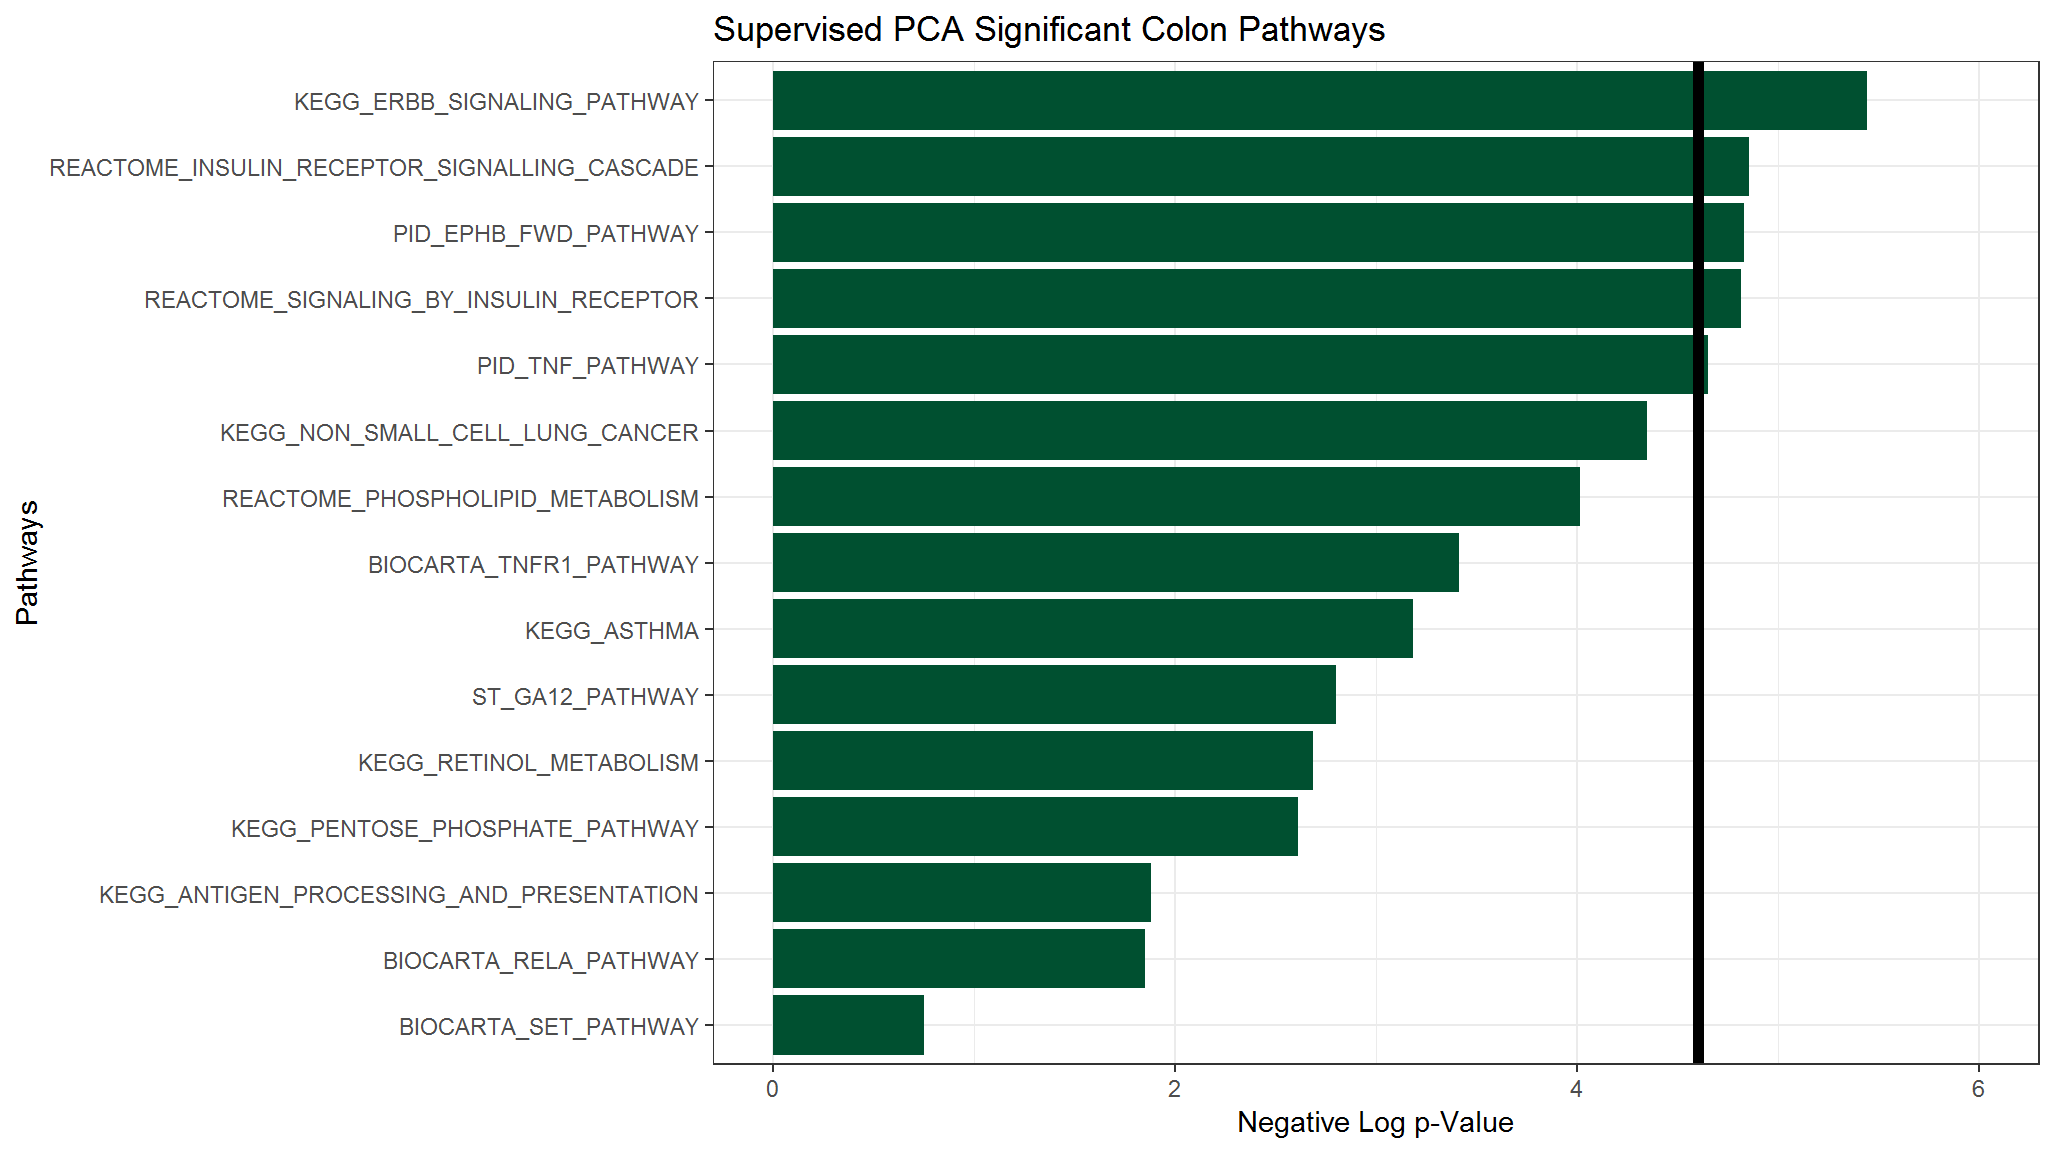 Supervised PCA Significant Colon Pathways
KEGG_ERBB_SIGNALING_PATHWAY
REACTOME_INSULIN_RECEPTOR_SIGNALLING_CASCADE
PID_EPHB_FWD_PATHWAY
REACTOME_SIGNALING_BY_INSULIN_RECEPTOR
PID_TNF_PATHWAY
KEGG_NON_SMALL_CELL_LUNG_CANCER
REACTOME_PHOSPHOLIPID_METABOLISM
BIOCARTA_TNFR1_PATHWAY
KEGG_ASTHMA
ST_GA12_PATHWAY
KEGG_RETINOL_METABOLISM
KEGG_PENTOSE_PHOSPHATE_PATHWAY
KEGG_ANTIGEN_PROCESSING_AND_PRESENTATION
BIOCARTA_RELA_PATHWAY
BIOCARTA_SET_PATHWAY
Pathways
0 2 4 6
Negative Log p-Value